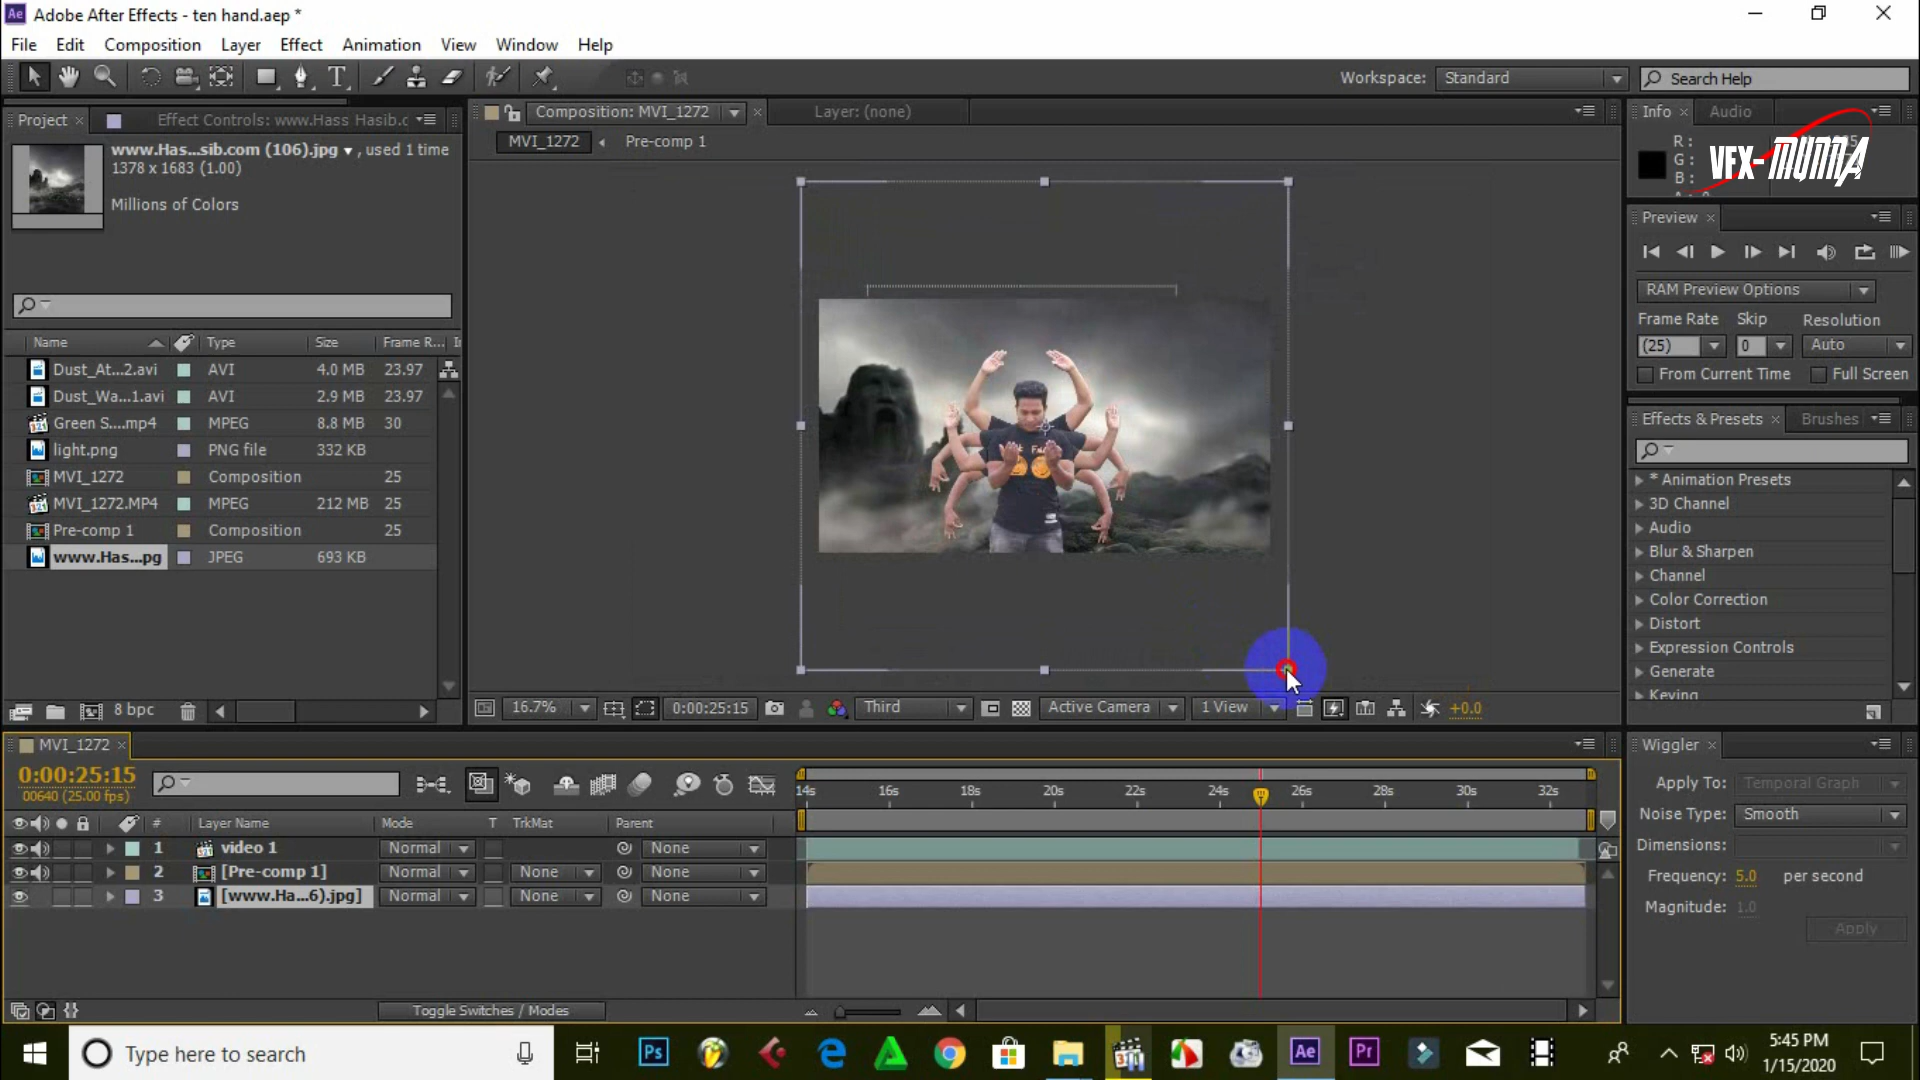 Ae Adobe After Effects - ten hand.aep *
File Edit Composition Layer Effect Animation View Window Help
Workspace: Standard Search Help
Project Effect Controls: www.Hass Hasib.c
Composition: MVI_1272 Layer: (none)
Info Audio
MVI_1272 Pre-comp 1
www.Has...sib.com (106).jpg , used 1 time
1378 x 1683 (1.00)
Millions of Colors
R :
G :
B :
VFX-MUMMA
Preview
RAM Preview Options
Frame Rate Skip Resolution
(25) 0 Auto
From Current Time Full Screen
Name Type Size Frame R...
Dust_At...2.avi AVI 4.0 MB 23.97
Dust_Wa...1.avi AVI 2.9 MB 23.97
Green S....mp4 MPEG 8.8 MB 30
light.png PNG file 332 KB
MVI_1272 Composition 25
MVI_1272.MP4 MPEG 212 MB 25
Pre-comp 1 Composition 25
www.Has...pg JPEG 693 KB
8 bpc
Effects & Presets Brushes
* Animation Presets
3D Channel
Audio
Blur & Sharpen
Channel
Color Correction
Distort
Expression Controls
Generate
Keying
16.7% 0:00:25:15 Third Active Camera 1 View +0.0
MVI_1272
0:00:25:15
00640 (25.00 fps)
14s 16s 18s 20s 22s 24s 26s 28s 30s 32s
# Layer Name Mode T TrkMat Parent
1 video 1 Normal None
2 [Pre-comp 1] Normal None None
3 [www.Ha...6).jpg] Normal None None
Toggle Switches / Modes
Wiggler
Apply To: Temporal Graph
Noise Type: Smooth
Dimensions:
Frequency: 5.0 per second
Magnitude: 1.0
Apply
Type here to search
Ps Ae Pr
5:45 PM
1/15/2020